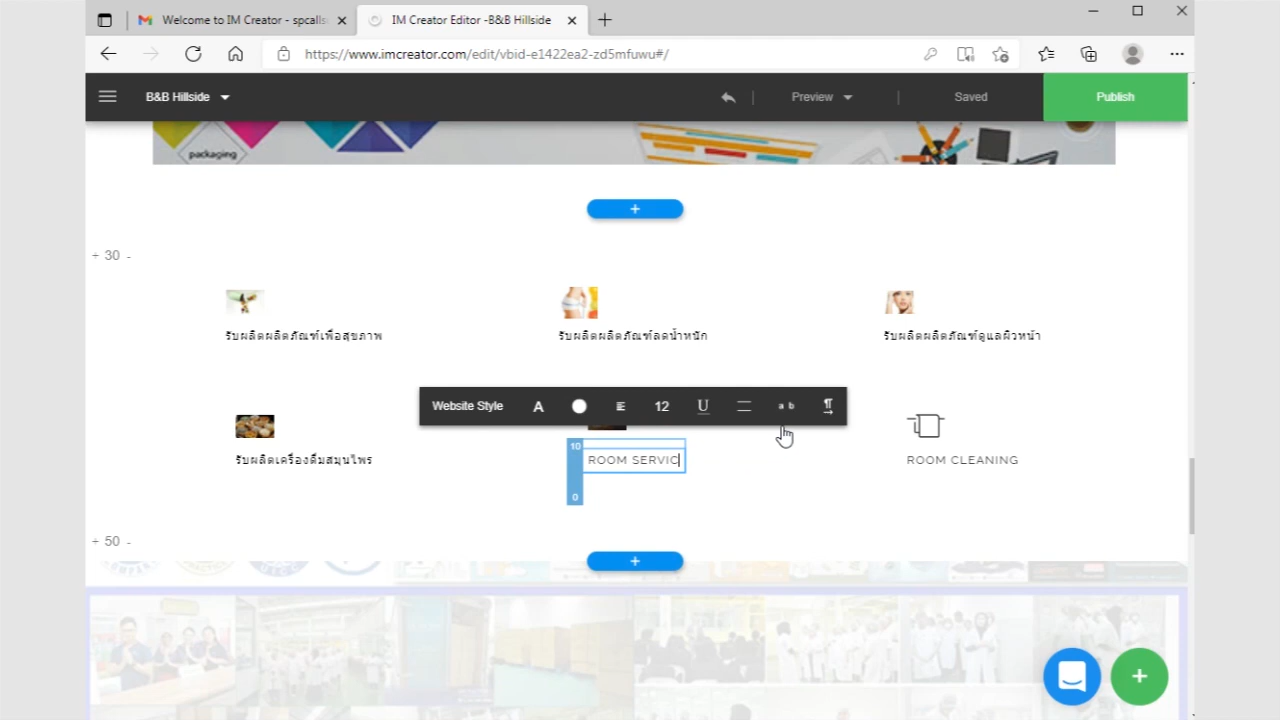 Welcome to IM Creator - spcalls
IM Creator Editor -B&B Hillside
https://www.imcreator.com/edit/vbid-e1422ea2-zd5mfuwu#/
B&B Hillside
Preview
Saved
Publish
packaging
+
+ 30 -
รับผลิตผลิตภัณฑ์เพื่อสุขภาพ
รับผลิตผลิตภัณฑ์ลดน้ำหนัก
รับผลิตผลิตภัณฑ์ดูแลผิวหน้า
Website Style A 12 U a b
10
รับผลิตเครื่องดื่มสมุนไพร
ROOM SERVIC
ROOM CLEANING
0
+ 50 -
+
+